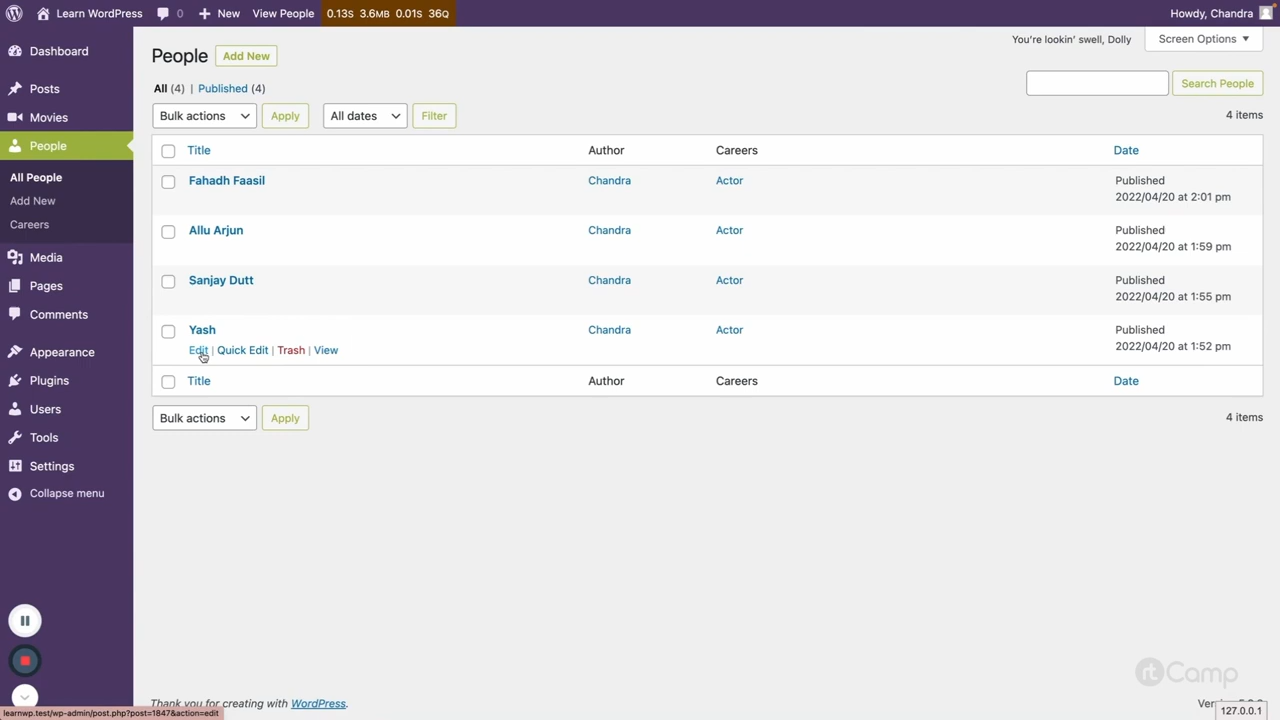 Learn WordPress 0 New View People 0.13S 3.6MB 0.01S 36Q Howdy, Chandra
You're lookin' swell, Dolly Screen Options ▼
Dashboard
Posts
Movies
People
All People
Add New
Careers
Media
Pages
Comments
Appearance
Plugins
Users
Tools
Settings
Collapse menu
People Add New
All (4) | Published (4)
Search People
Bulk actions Apply All dates Filter 4 items
Title Author Careers Date
Fahadh Faasil Chandra Actor Published
2022/04/20 at 2:01 pm
Allu Arjun Chandra Actor Published
2022/04/20 at 1:59 pm
Sanjay Dutt Chandra Actor Published
2022/04/20 at 1:55 pm
Yash Chandra Actor Published
2022/04/20 at 1:52 pm
Edit | Quick Edit | Trash | View
Title Author Careers Date
Bulk actions Apply 4 items
rtCamp
Thank you for creating with WordPress.
learnwp.test/wp-admin/post.php?post=1847&action=edit
127.0.0.1